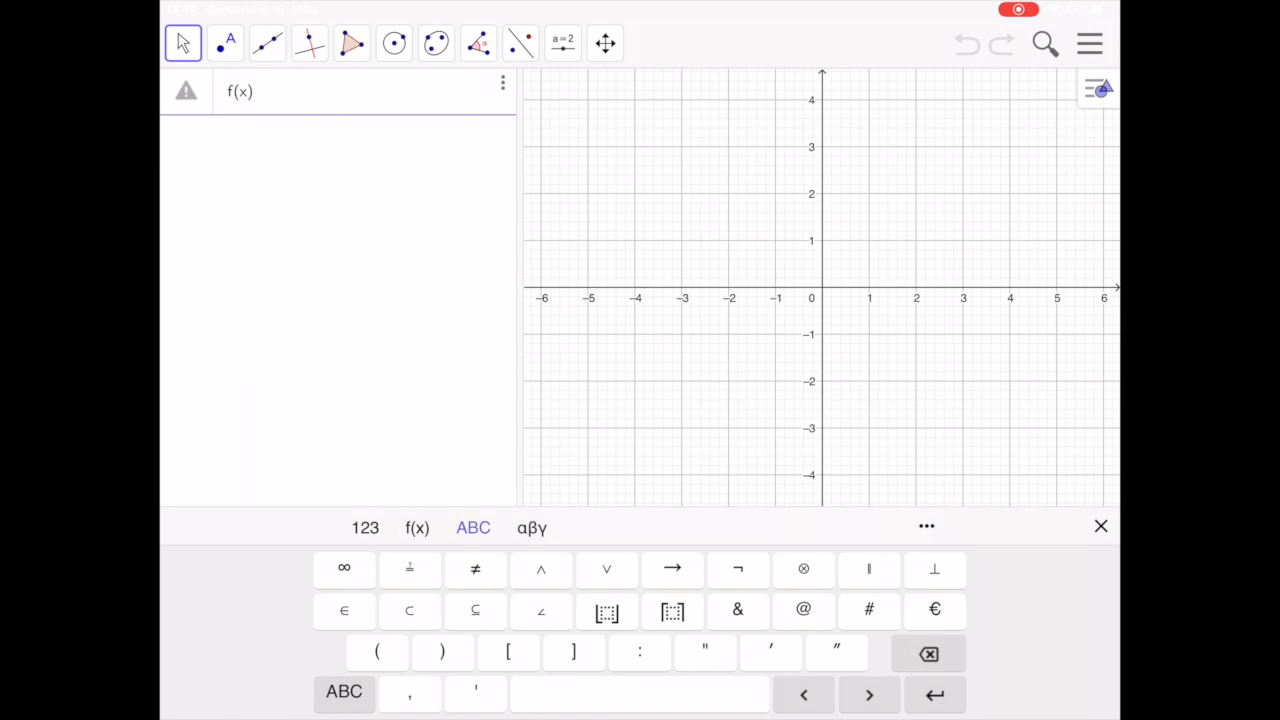 A
α
a = 2
f(x)
4
3
2
1
−6 −5 −4 −3 −2 −1 0 1 2 3 4 5 6
−1
−2
−3
−4
123 f(x) ABC αβγ ...
∞ ≟ ≠ ∧ ∨ → ¬ ⊗ ∥ ⊥
∈ ⊂ ⊆ ∠ ⌊⌋ ⌈⌉ & @ # €
( ) [ ] : " ′ ″
ABC , ' < >